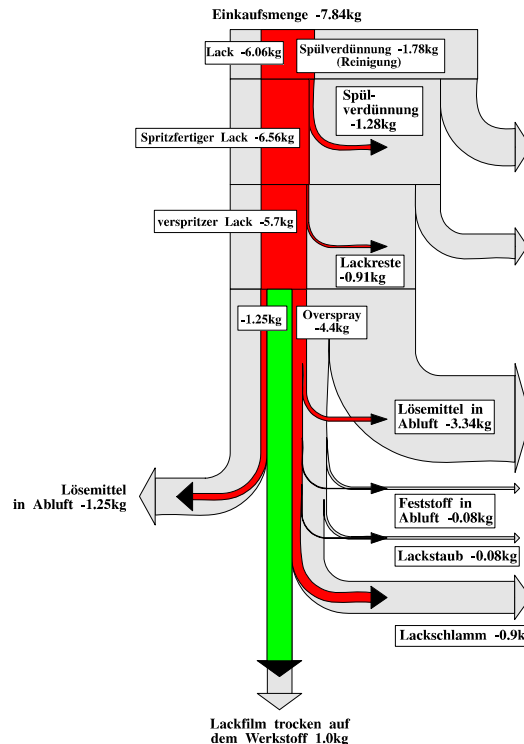 Einkaufsmenge -7.84kg
Lack -6.06kg
Spülverdünnung -1.78kg
(Reinigung)
Spül-
verdünnung
-1.28kg
Spritzfertiger Lack -6.56kg
verspritzer Lack -5.7kg
Lackreste
-0.91kg
-1.25kg
Overspray
-4.4kg
Lösemittel in
Abluft -3.34kg
Lösemittel
in Abluft -1.25kg
Feststoff in
Abluft -0.08kg
Lackstaub -0.08kg
Lackschlamm -0.9k
Lackfilm trocken auf
dem Werkstoff 1.0kg